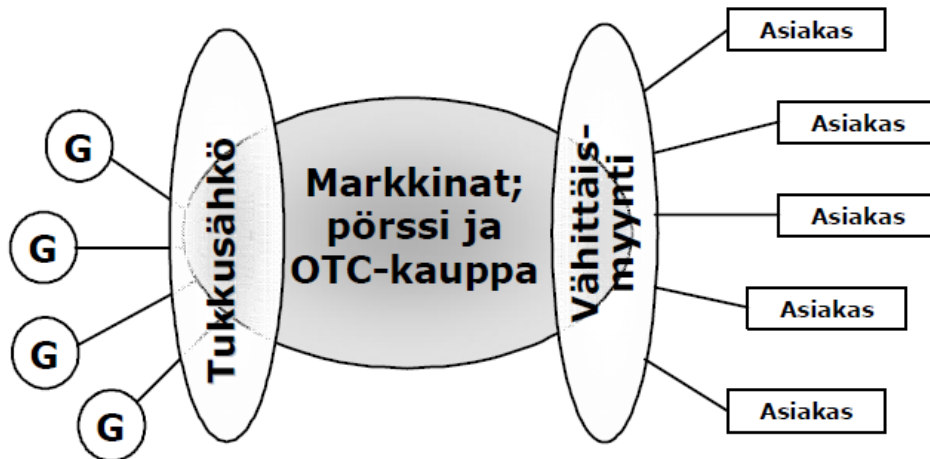 G
G
G
G
Tukkusähkö
Markkinat;
pörssi ja
OTC-kauppa
Vähittäis-
myynti
Asiakas
Asiakas
Asiakas
Asiakas
Asiakas